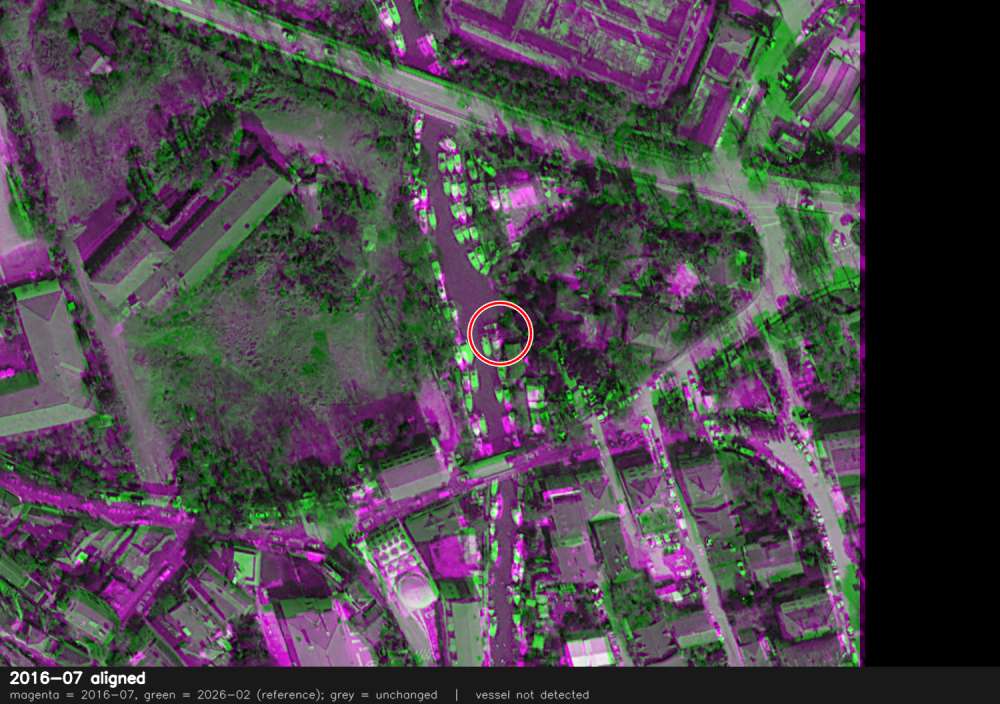 2016-07 aligned
magenta = 2016-07, green = 2026-02 (reference); grey = unchanged | vessel not detected